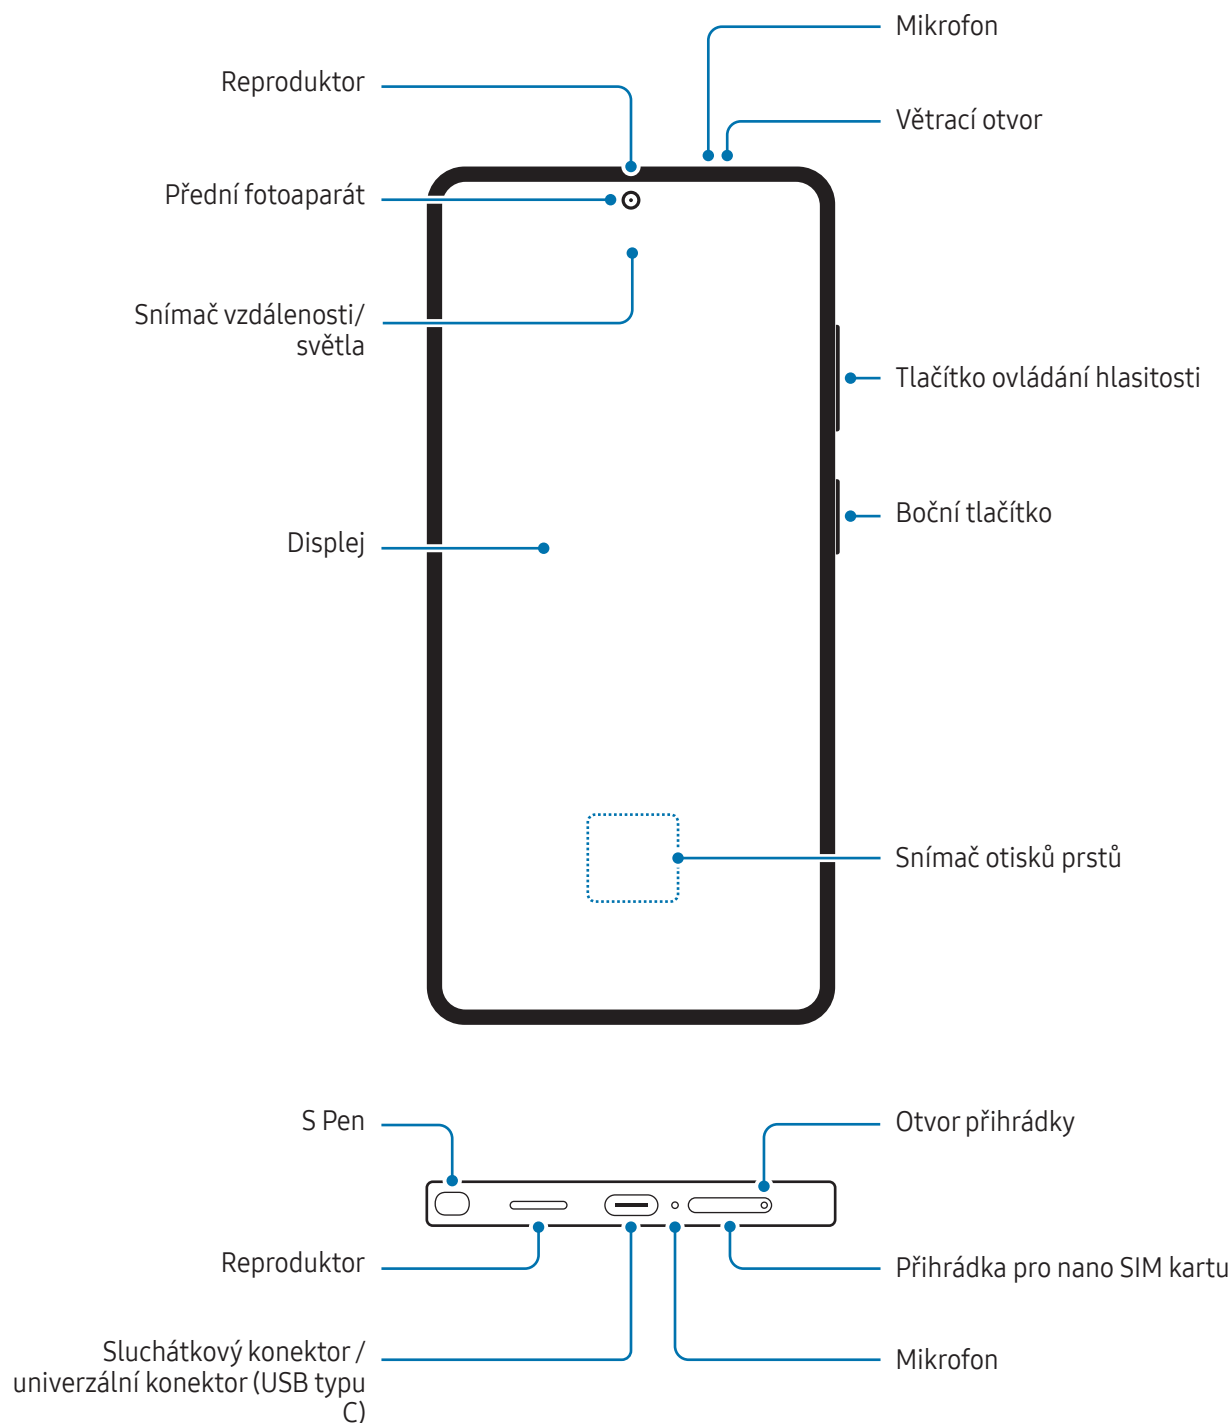 Mikrofon
Reproduktor
Větrací otvor
Přední fotoaparát
Snímač vzdálenosti/
světla
Tlačítko ovládání hlasitosti
Boční tlačítko
Displej
Snímač otisků prstů
S Pen
Otvor přihrádky
Reproduktor
Přihrádka pro nano SIM kartu
Sluchátkový konektor /
univerzální konektor (USB typu
C)
Mikrofon